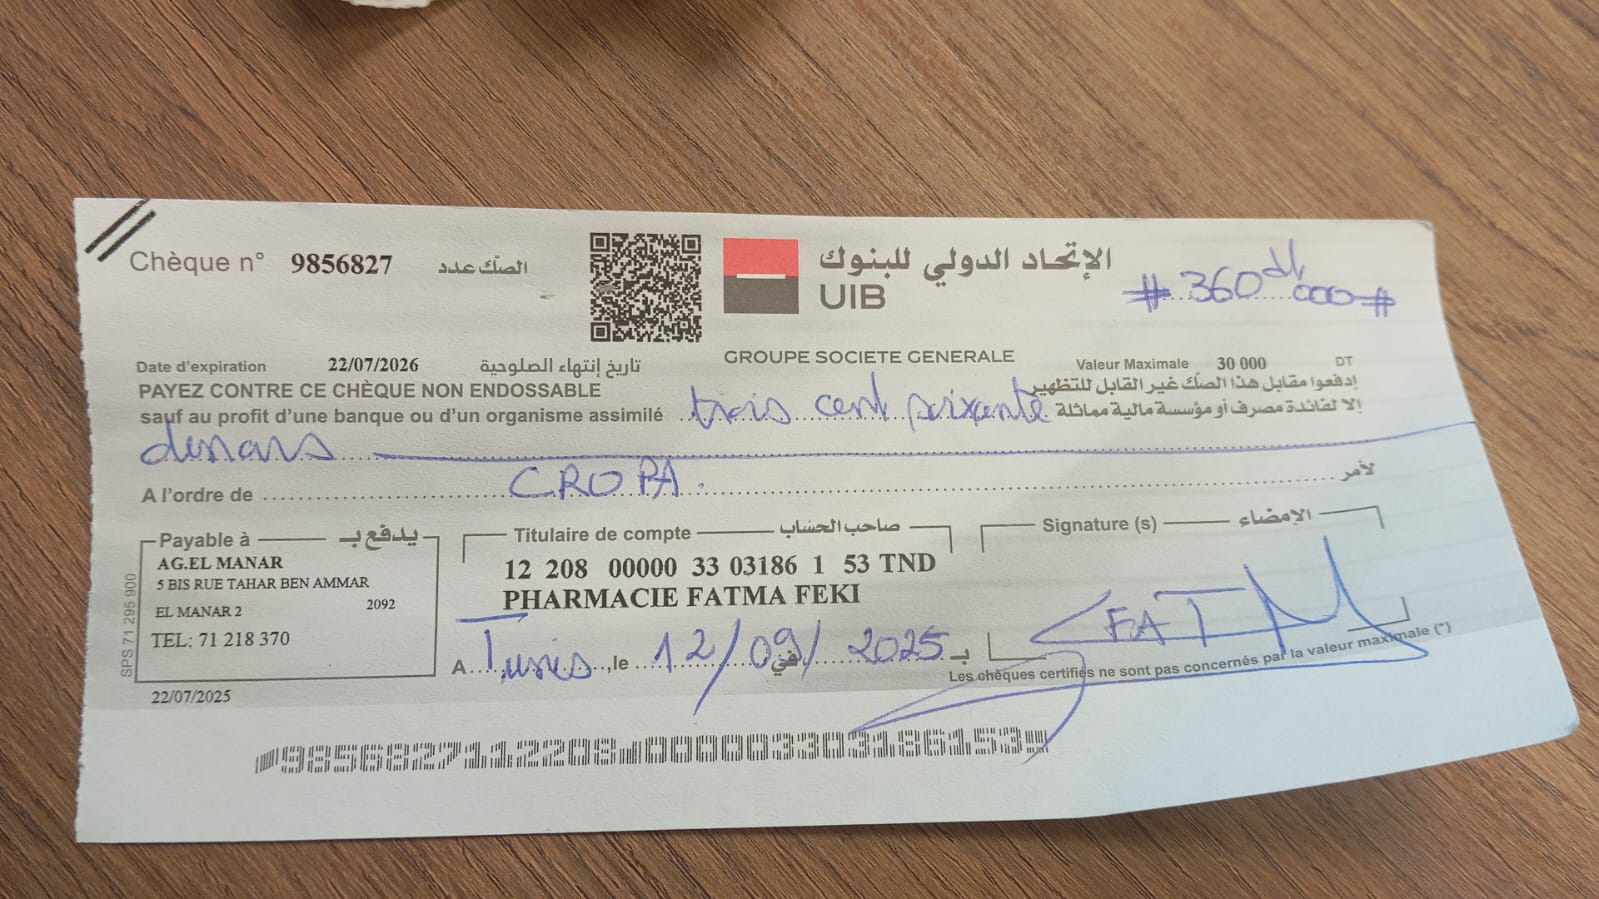 Chèque n° 9856827 الصّك عدد
الإتحاد الدولي للبنوك
UIB
# 360dt 000 #
GROUPE SOCIETE GENERALE
Date d'expiration 22/07/2026 تاريخ إنتهاء الصلوحية
Valeur Maximale 30 000 DT
PAYEZ CONTRE CE CHÈQUE NON ENDOSSABLE
إدفعوا مقابل هذا الصّك غير القابل للتظهير
sauf au profit d'une banque ou d'un organisme assimilé trois cent soixante إلا لفائدة مصرف أو مؤسسة مالية مماثلة
dinars
A l'ordre de CROPA. لأمر
Payable à يدفع بـ
AG.EL MANAR
5 BIS RUE TAHAR BEN AMMAR
EL MANAR 2 2092
TEL: 71 218 370
SPS 71 295 900
22/07/2025
Titulaire de compte صاحب الحساب
12 208 00000 33 03186 1 53 TND
PHARMACIE FATMA FEKI
A Tunis, le 12/09/2025 في بـ
Signature (s) الإمضاء
Les chèques certifiés ne sont pas concernés par la valeur maximale (*)
9856827112208 000003303186153